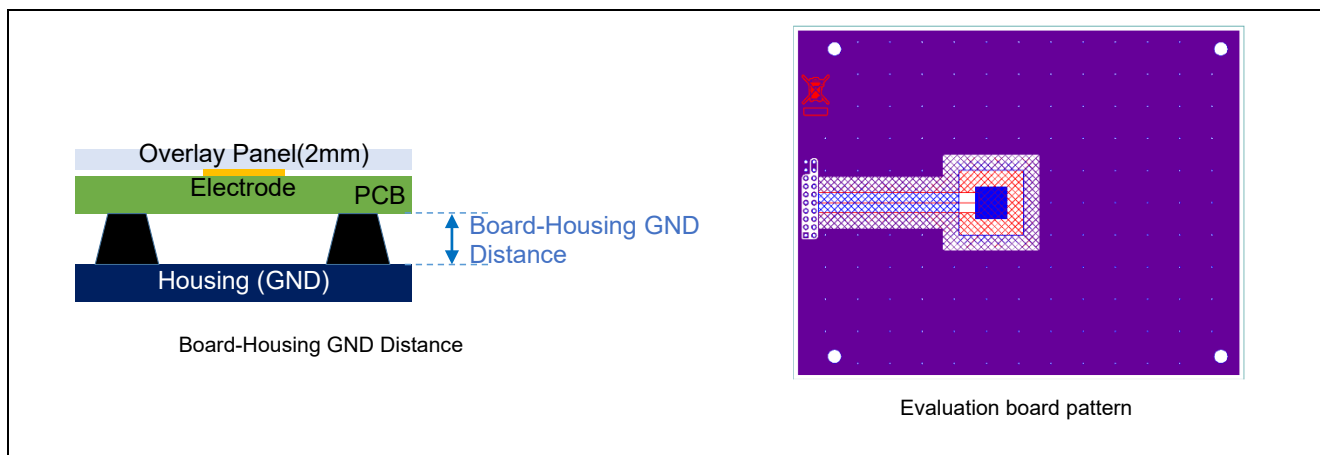 Overlay Panel(2mm)
Electrode
PCB
Board-Housing GND
Distance
Housing (GND)
Board-Housing GND Distance
Evaluation board pattern